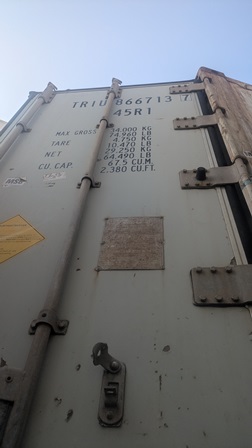 TRIU 866713 7
45R1
MAX GROSS 34.000 KG
74.960 LB
TARE 4.750 KG
10.470 LB
NET 29.250 KG
64.490 LB
CU. CAP. 67.5 CU.M.
2.380 CU.FT.